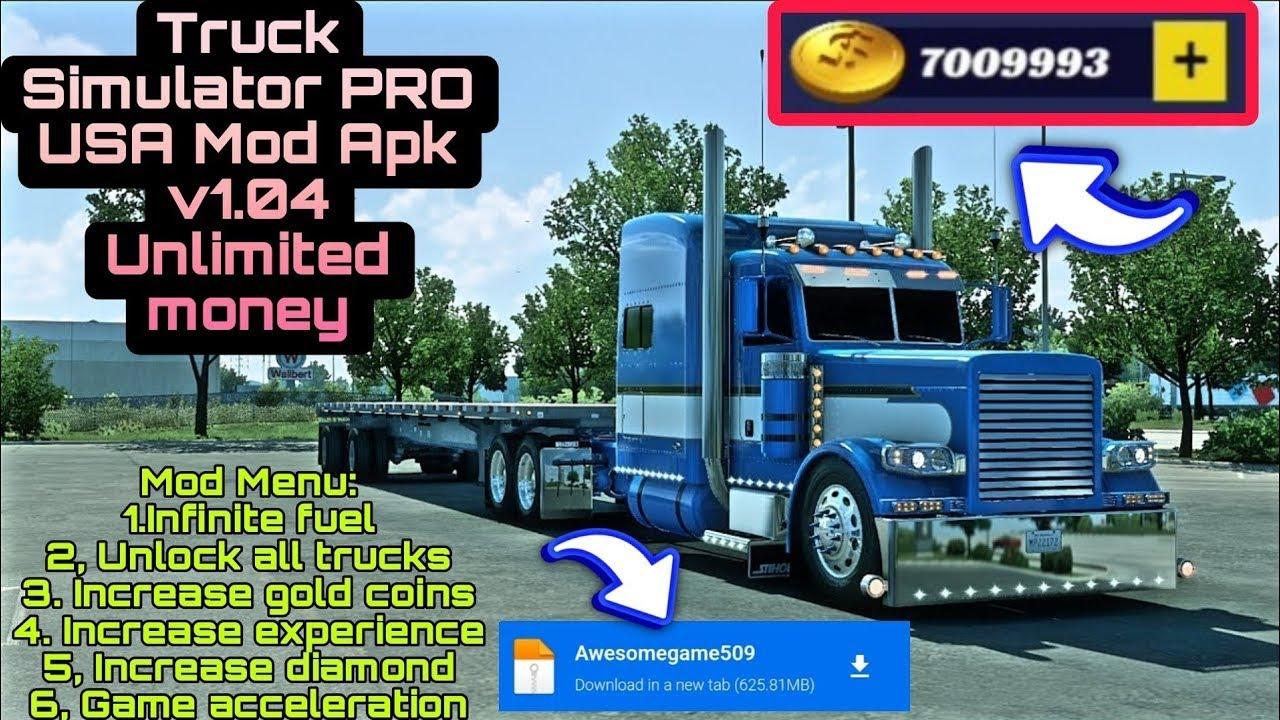 Truck
Simulator PRO
USA Mod Apk
v1.04
Unlimited
money
7009993
+
Wallbert
Mod Menu:
1.Infinite fuel
2, Unlock all trucks
3. Increase gold coins
4. Increase experience
5, Increase diamond
6, Game acceleration
Awesomegame509
Download in a new tab (625.81MB)